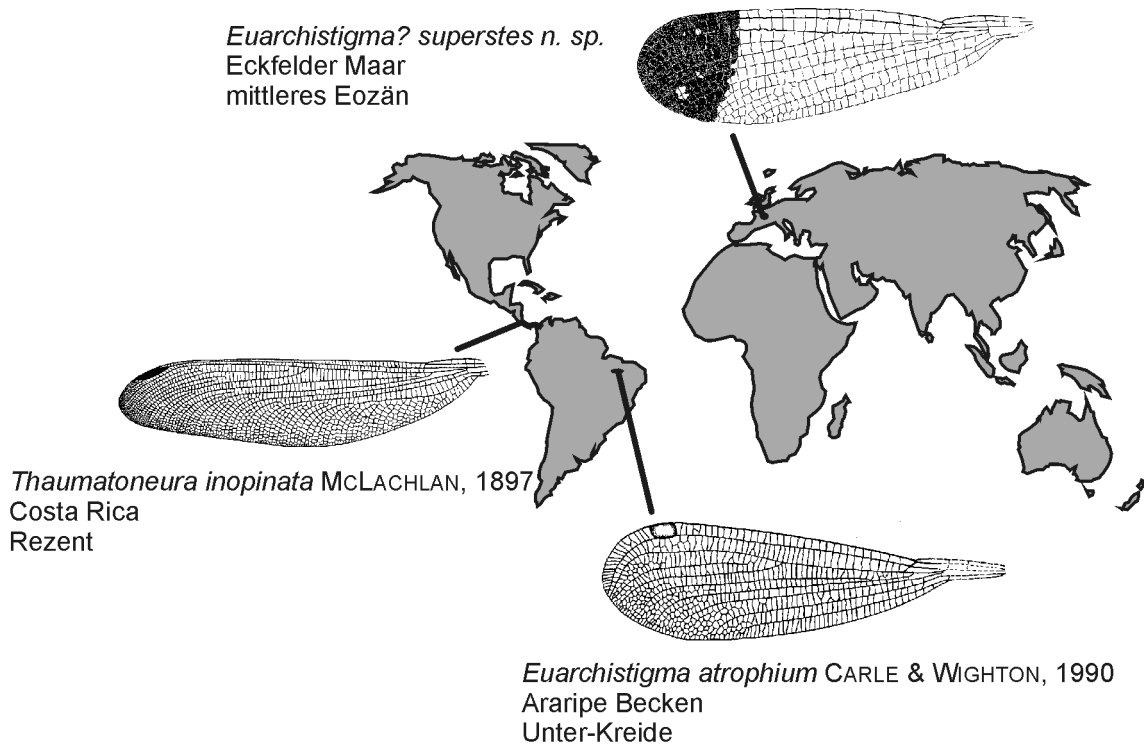 Euarchistigma? superstes n. sp.
Eckfelder Maar
mittleres Eozän
Thaumatoneura inopinata MCLACHLAN, 1897
Costa Rica
Rezent
Euarchistigma atrophium CARLE & WIGHTON, 1990
Araripe Becken
Unter-Kreide